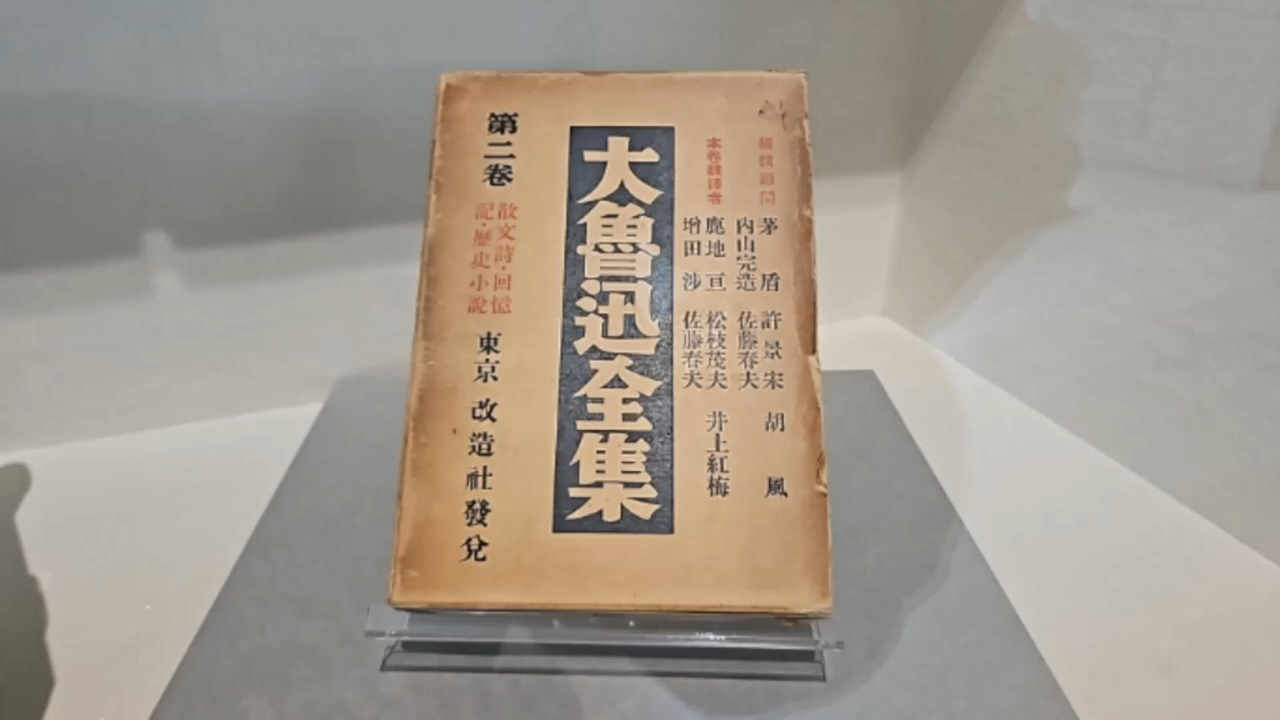 編輯顧問
茅盾 許景宋 胡風
内山完造 佐藤春夫
本卷飜譯者
鹿地亘 松枝茂夫 井上紅梅
增田涉 佐藤春夫
大魯迅全集
第二卷
散文詩・回憶
記・歷史小說
東京 改造社發兌